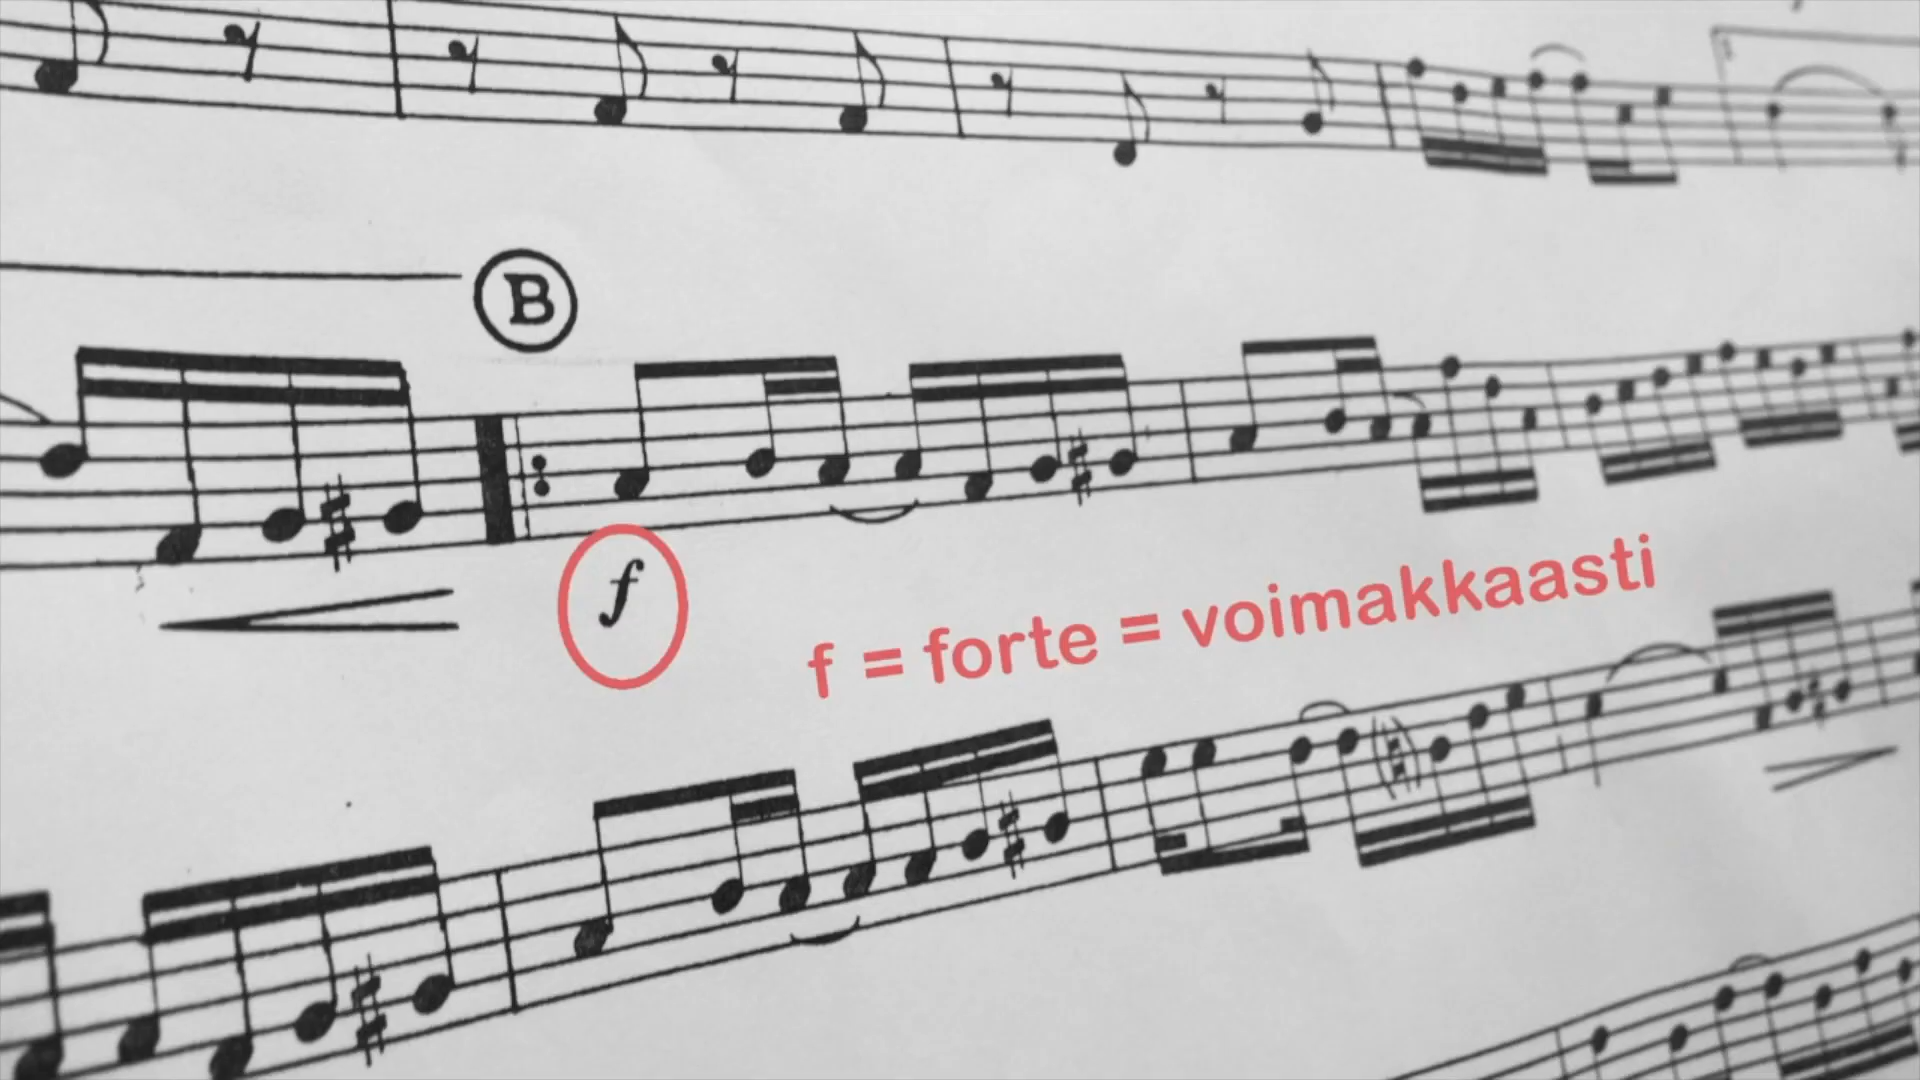 B
f
f = forte = voimakkaasti